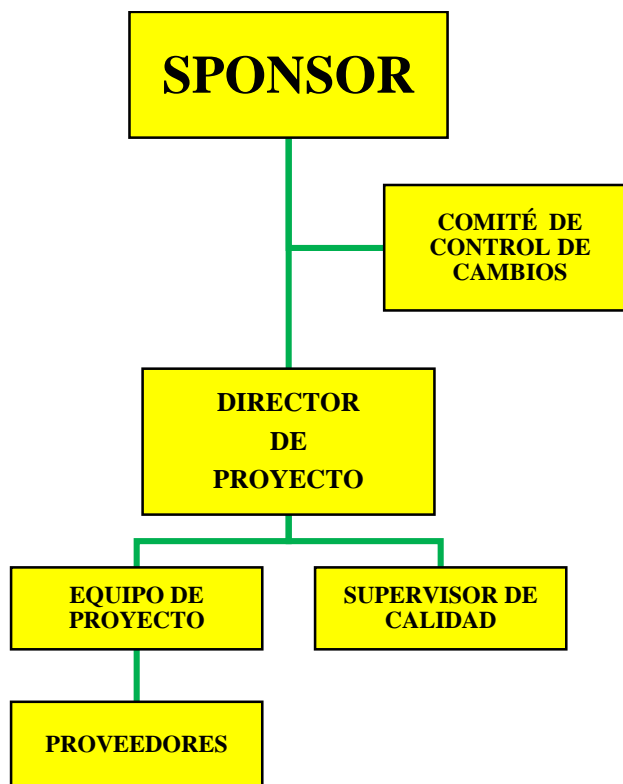 SPONSOR
COMITÉ DE
CONTROL DE
CAMBIOS
DIRECTOR
DE
PROYECTO
EQUIPO DE
PROYECTO
SUPERVISOR DE
CALIDAD
PROVEEDORES